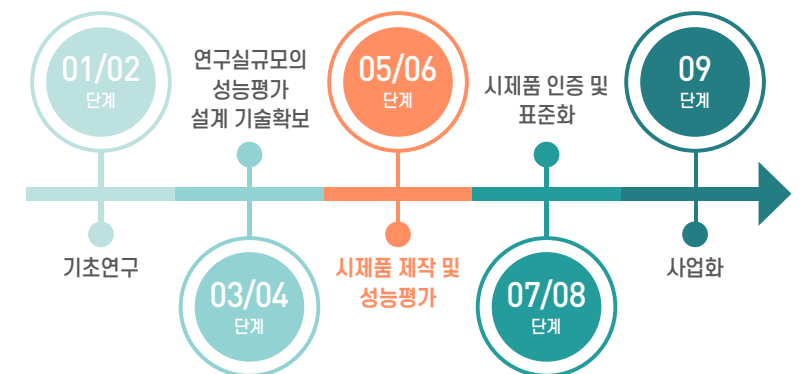 01/02
단계
기초연구
연구실규모의
성능평가
설계 기술확보
03/04
단계
05/06
단계
시제품 제작 및
성능평가
시제품 인증 및
표준화
07/08
단계
09
단계
사업화